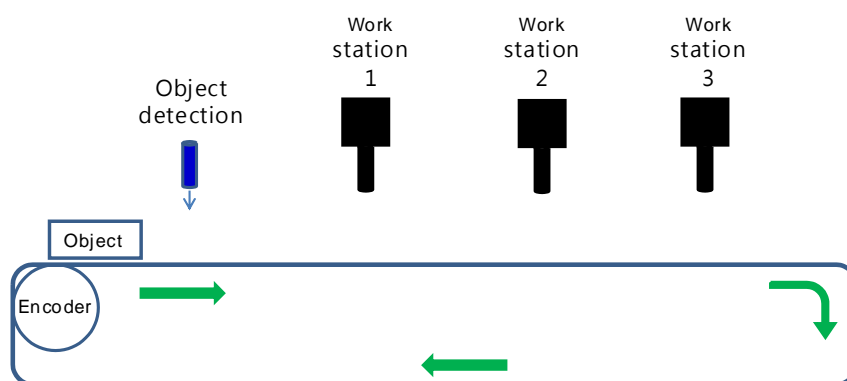 Object
detection
Work
station
1
Work
station
2
Work
station
3
Object
Encoder